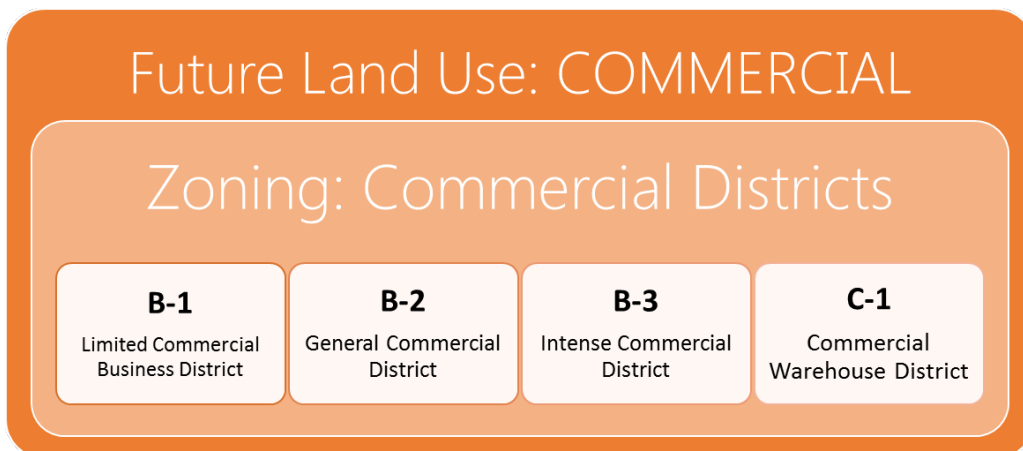 Future Land Use: COMMERCIAL
Zoning: Commercial Districts
B-1
Limited Commercial
Business District
B-2
General Commercial
District
B-3
Intense Commercial
District
C-1
Commercial
Warehouse District